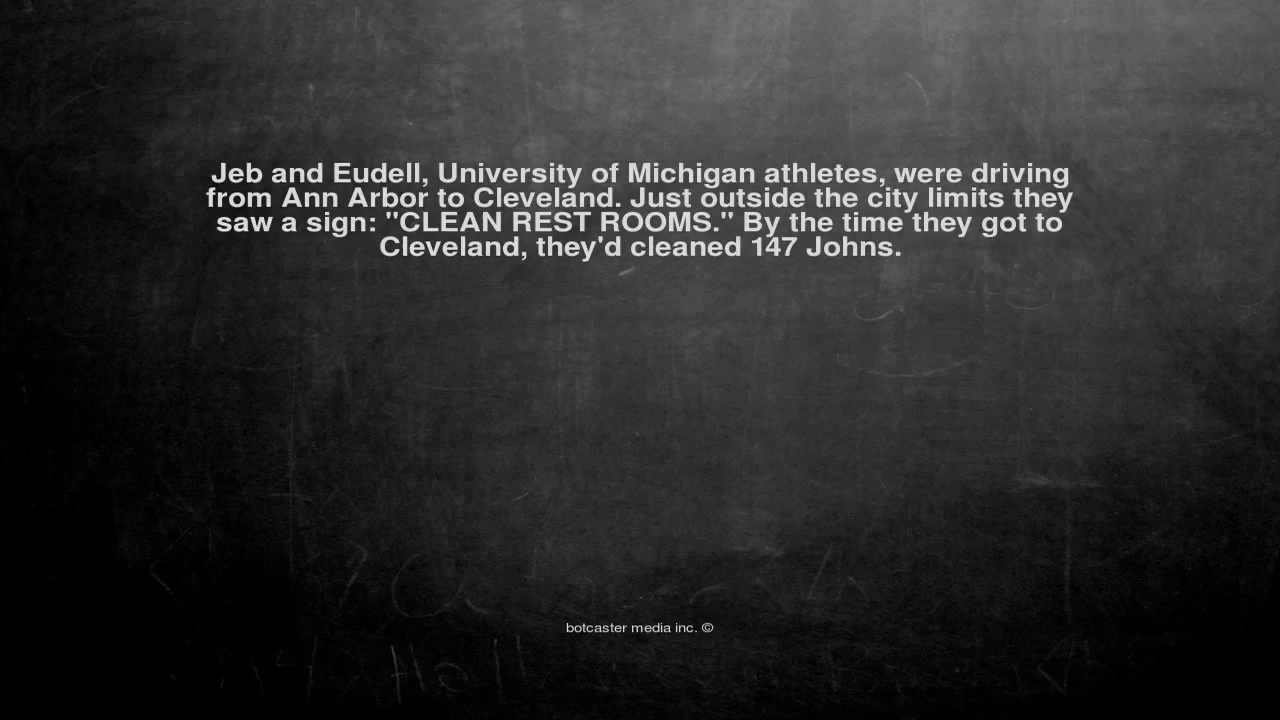 Jeb and Eudell, University of Michigan athletes, were driving
from Ann Arbor to Cleveland. Just outside the city limits they
saw a sign: "CLEAN REST ROOMS." By the time they got to
Cleveland, they'd cleaned 147 Johns.
botcaster media inc. ©